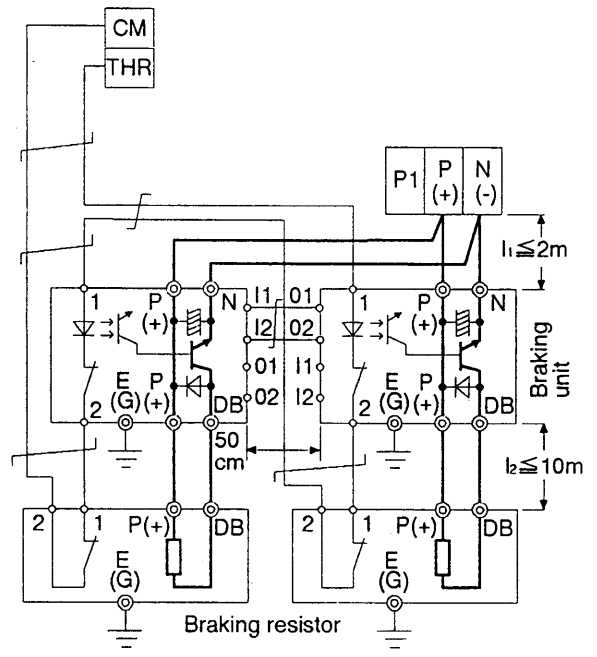 CM
THR
P1 P (+) N (-)
l1≦2m
1 P (+) N I1 01 1 P (+) N
I2 02
01 I1
02 I2
2 E (G) P (+) DB 2 E (G) P (+) DB
Braking unit
50 cm
l2≦10m
2 1 P(+) DB 2 1 P(+) DB
E (G) E (G)
Braking resistor